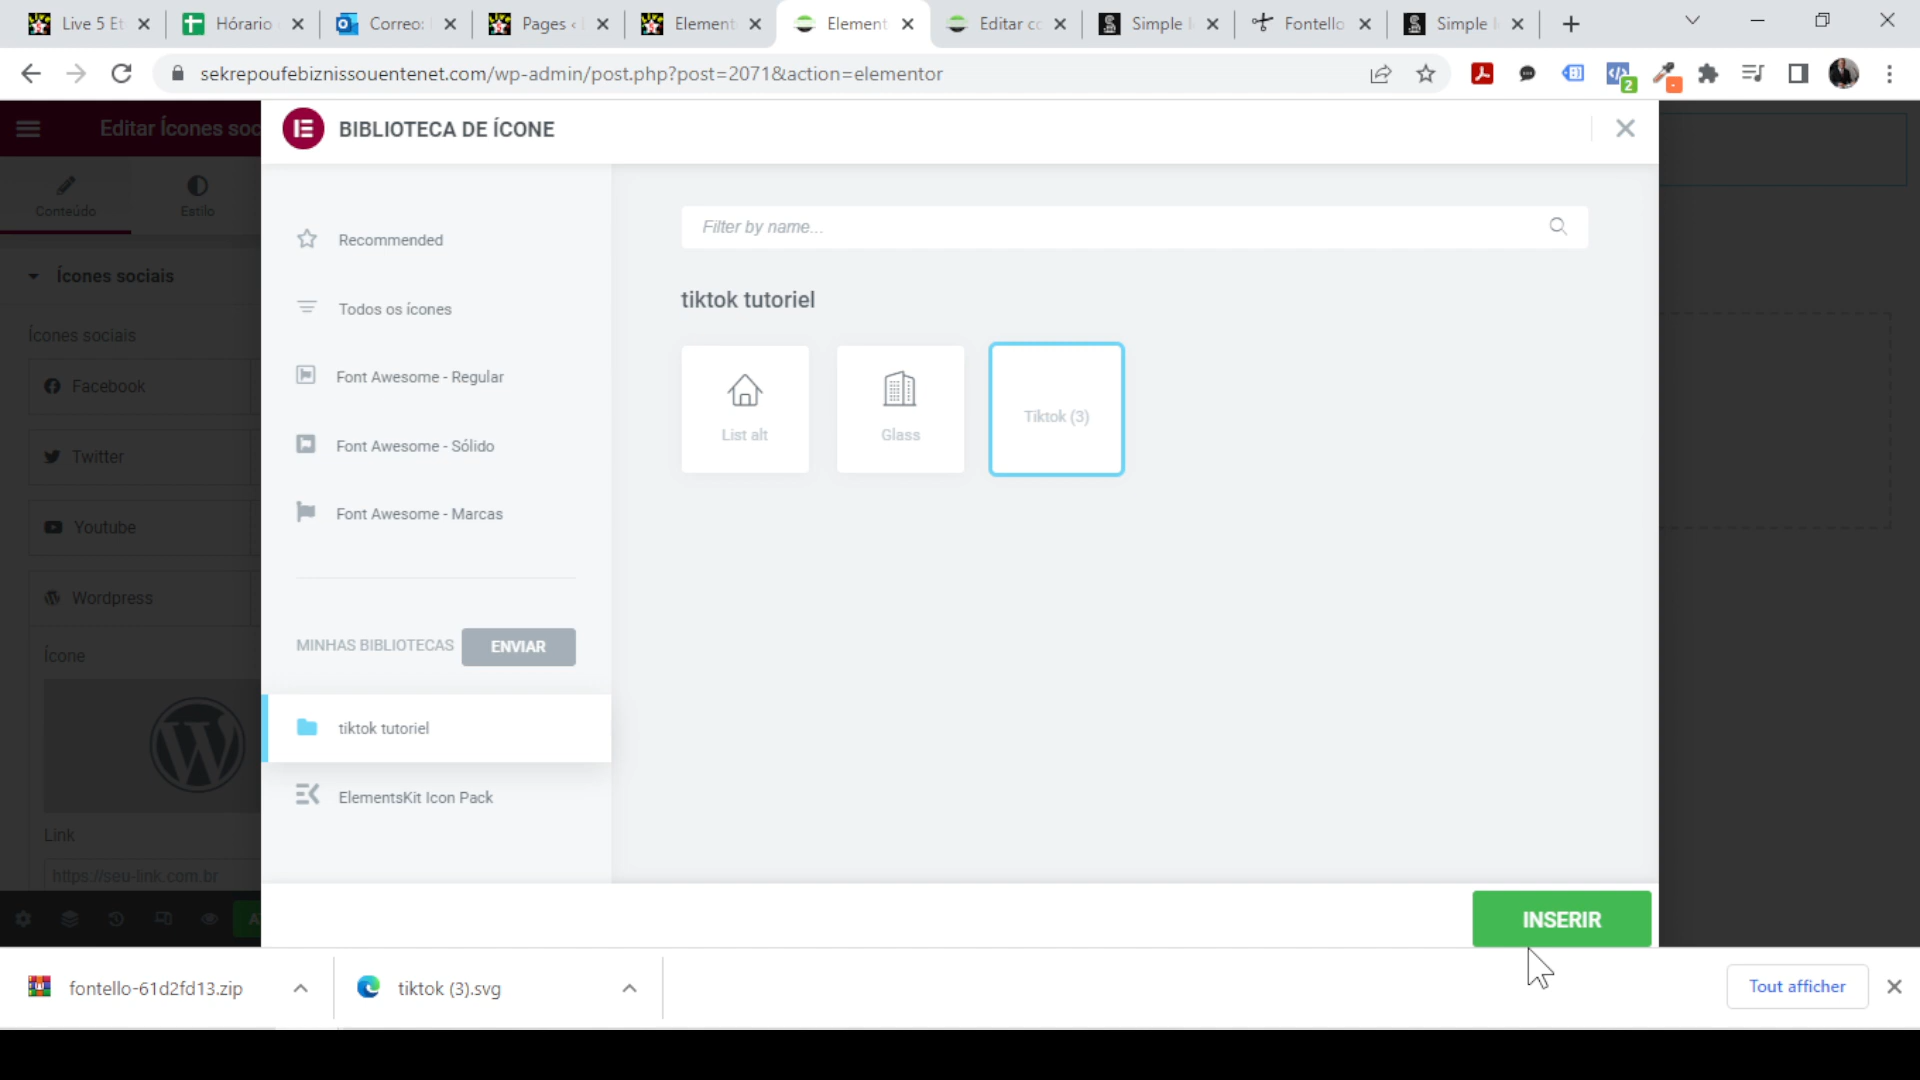 Live 5 Et
Hórario
Correo:
Pages ‹
Element
Element
Editar co
Simple I
Fontello
Simple I
sekrepoufebiznissouentenet.com/wp-admin/post.php?post=2071&action=elementor
2
Editar Ícones soc
BIBLIOTECA DE ÍCONE
Conteúdo
Estilo
Ícones sociais
Ícones sociais
Facebook
Twitter
Youtube
Wordpress
Ícone
Link
https://seu-link.com.br
Recommended
Todos os ícones
Font Awesome - Regular
Font Awesome - Sólido
Font Awesome - Marcas
MINHAS BIBLIOTECAS
ENVIAR
tiktok tutoriel
ElementsKit Icon Pack
Filter by name...
tiktok tutoriel
List alt
Glass
Tiktok (3)
INSERIR
fontello-61d2fd13.zip
tiktok (3).svg
Tout afficher